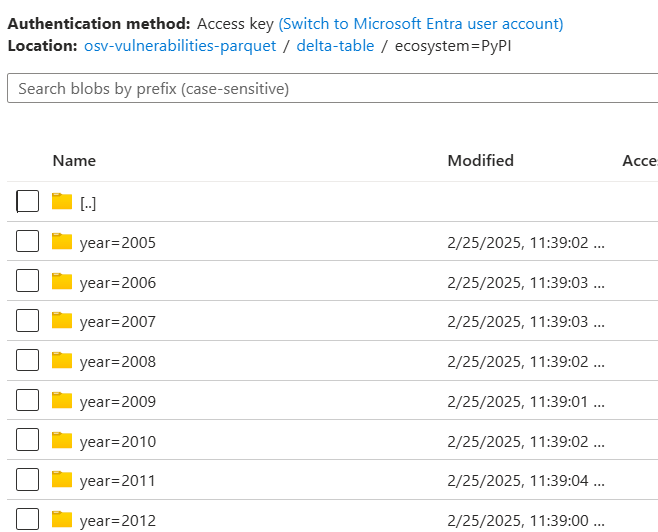 Authentication method: Access key (Switch to Microsoft Entra user account)
Location: osv-vulnerabilities-parquet / delta-table / ecosystem=PyPI
Search blobs by prefix (case-sensitive)
Name Modified Acce
[..]
year=2005 2/25/2025, 11:39:02 ...
year=2006 2/25/2025, 11:39:03 ...
year=2007 2/25/2025, 11:39:03 ...
year=2008 2/25/2025, 11:39:02 ...
year=2009 2/25/2025, 11:39:01 ...
year=2010 2/25/2025, 11:39:02 ...
year=2011 2/25/2025, 11:39:04 ...
year=2012 2/25/2025, 11:39:00 ...